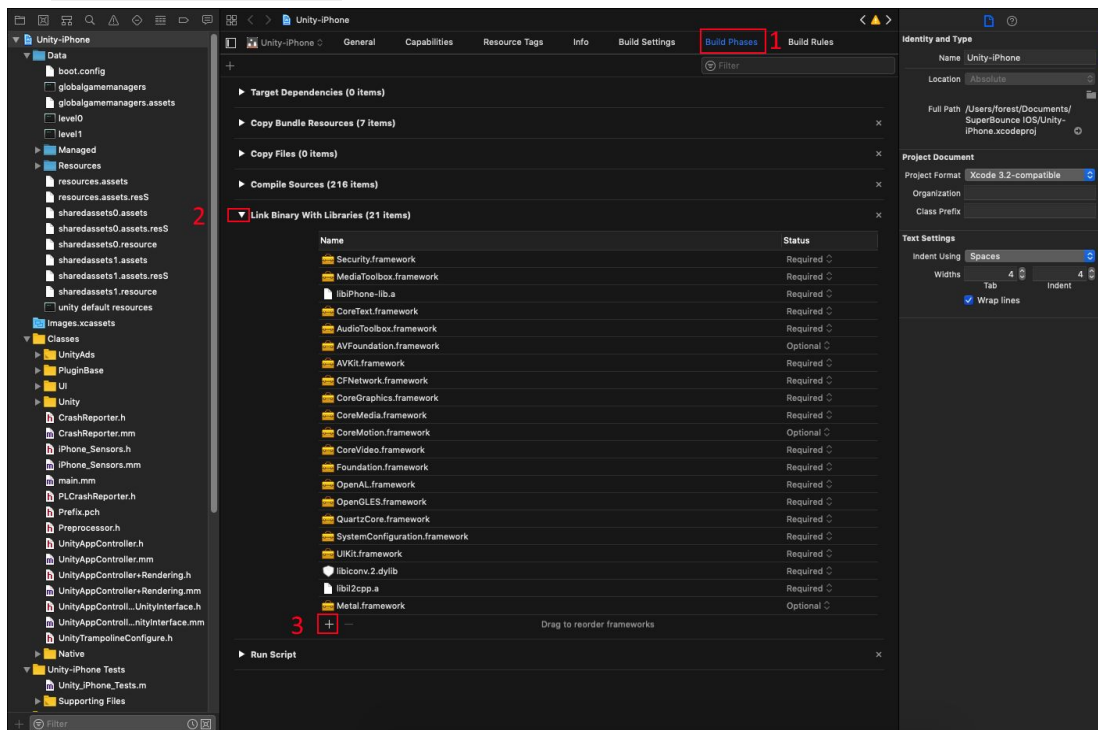 Unity-iPhone
Unity-iPhone
General
Capabilities
Resource Tags
Info
Build Settings
Build Phases
1
Build Rules
Filter
Unity-iPhone
Data
boot.config
globalgamemanagers
globalgamemanagers.assets
level0
level1
Managed
Resources
resources.assets
resources.assets.resS
sharedassets0.assets
sharedassets0.assets.resS
sharedassets0.resource
sharedassets1.assets
sharedassets1.assets.resS
sharedassets1.resource
unity default resources
Images.xcassets
Classes
UnityAds
PluginBase
UI
Unity
CrashReporter.h
CrashReporter.mm
iPhone_Sensors.h
iPhone_Sensors.mm
main.mm
PLCrashReporter.h
Prefix.pch
Preprocessor.h
UnityAppController.h
UnityAppController.mm
UnityAppController+Rendering.h
UnityAppController+Rendering.mm
UnityAppControll...UnityInterface.h
UnityAppControll...nityInterface.mm
UnityTrampolineConfigure.h
Native
Unity-iPhone Tests
Unity_iPhone_Tests.m
Supporting Files
Filter
Target Dependencies (0 items)
Copy Bundle Resources (7 items)
Copy Files (0 items)
Compile Sources (216 items)
2
Link Binary With Libraries (21 items)
Name Status
Security.framework Required
MediaToolbox.framework Required
libiPhone-lib.a Required
CoreText.framework Required
AudioToolbox.framework Required
AVFoundation.framework Optional
AVKit.framework Required
CFNetwork.framework Required
CoreGraphics.framework Required
CoreMedia.framework Required
CoreMotion.framework Optional
CoreVideo.framework Required
Foundation.framework Required
OpenAL.framework Required
OpenGLES.framework Required
QuartzCore.framework Required
SystemConfiguration.framework Required
UIKit.framework Required
libiconv.2.dylib Required
libil2cpp.a Required
Metal.framework Optional
3
Drag to reorder frameworks
Run Script
Identity and Type
Name Unity-iPhone
Location Absolute
Full Path /Users/forest/Documents/
SuperBounce IOS/Unity-
iPhone.xcodeproj
Project Document
Project Format Xcode 3.2-compatible
Organization
Class Prefix
Text Settings
Indent Using Spaces
Widths 4 4
Tab Indent
Wrap lines